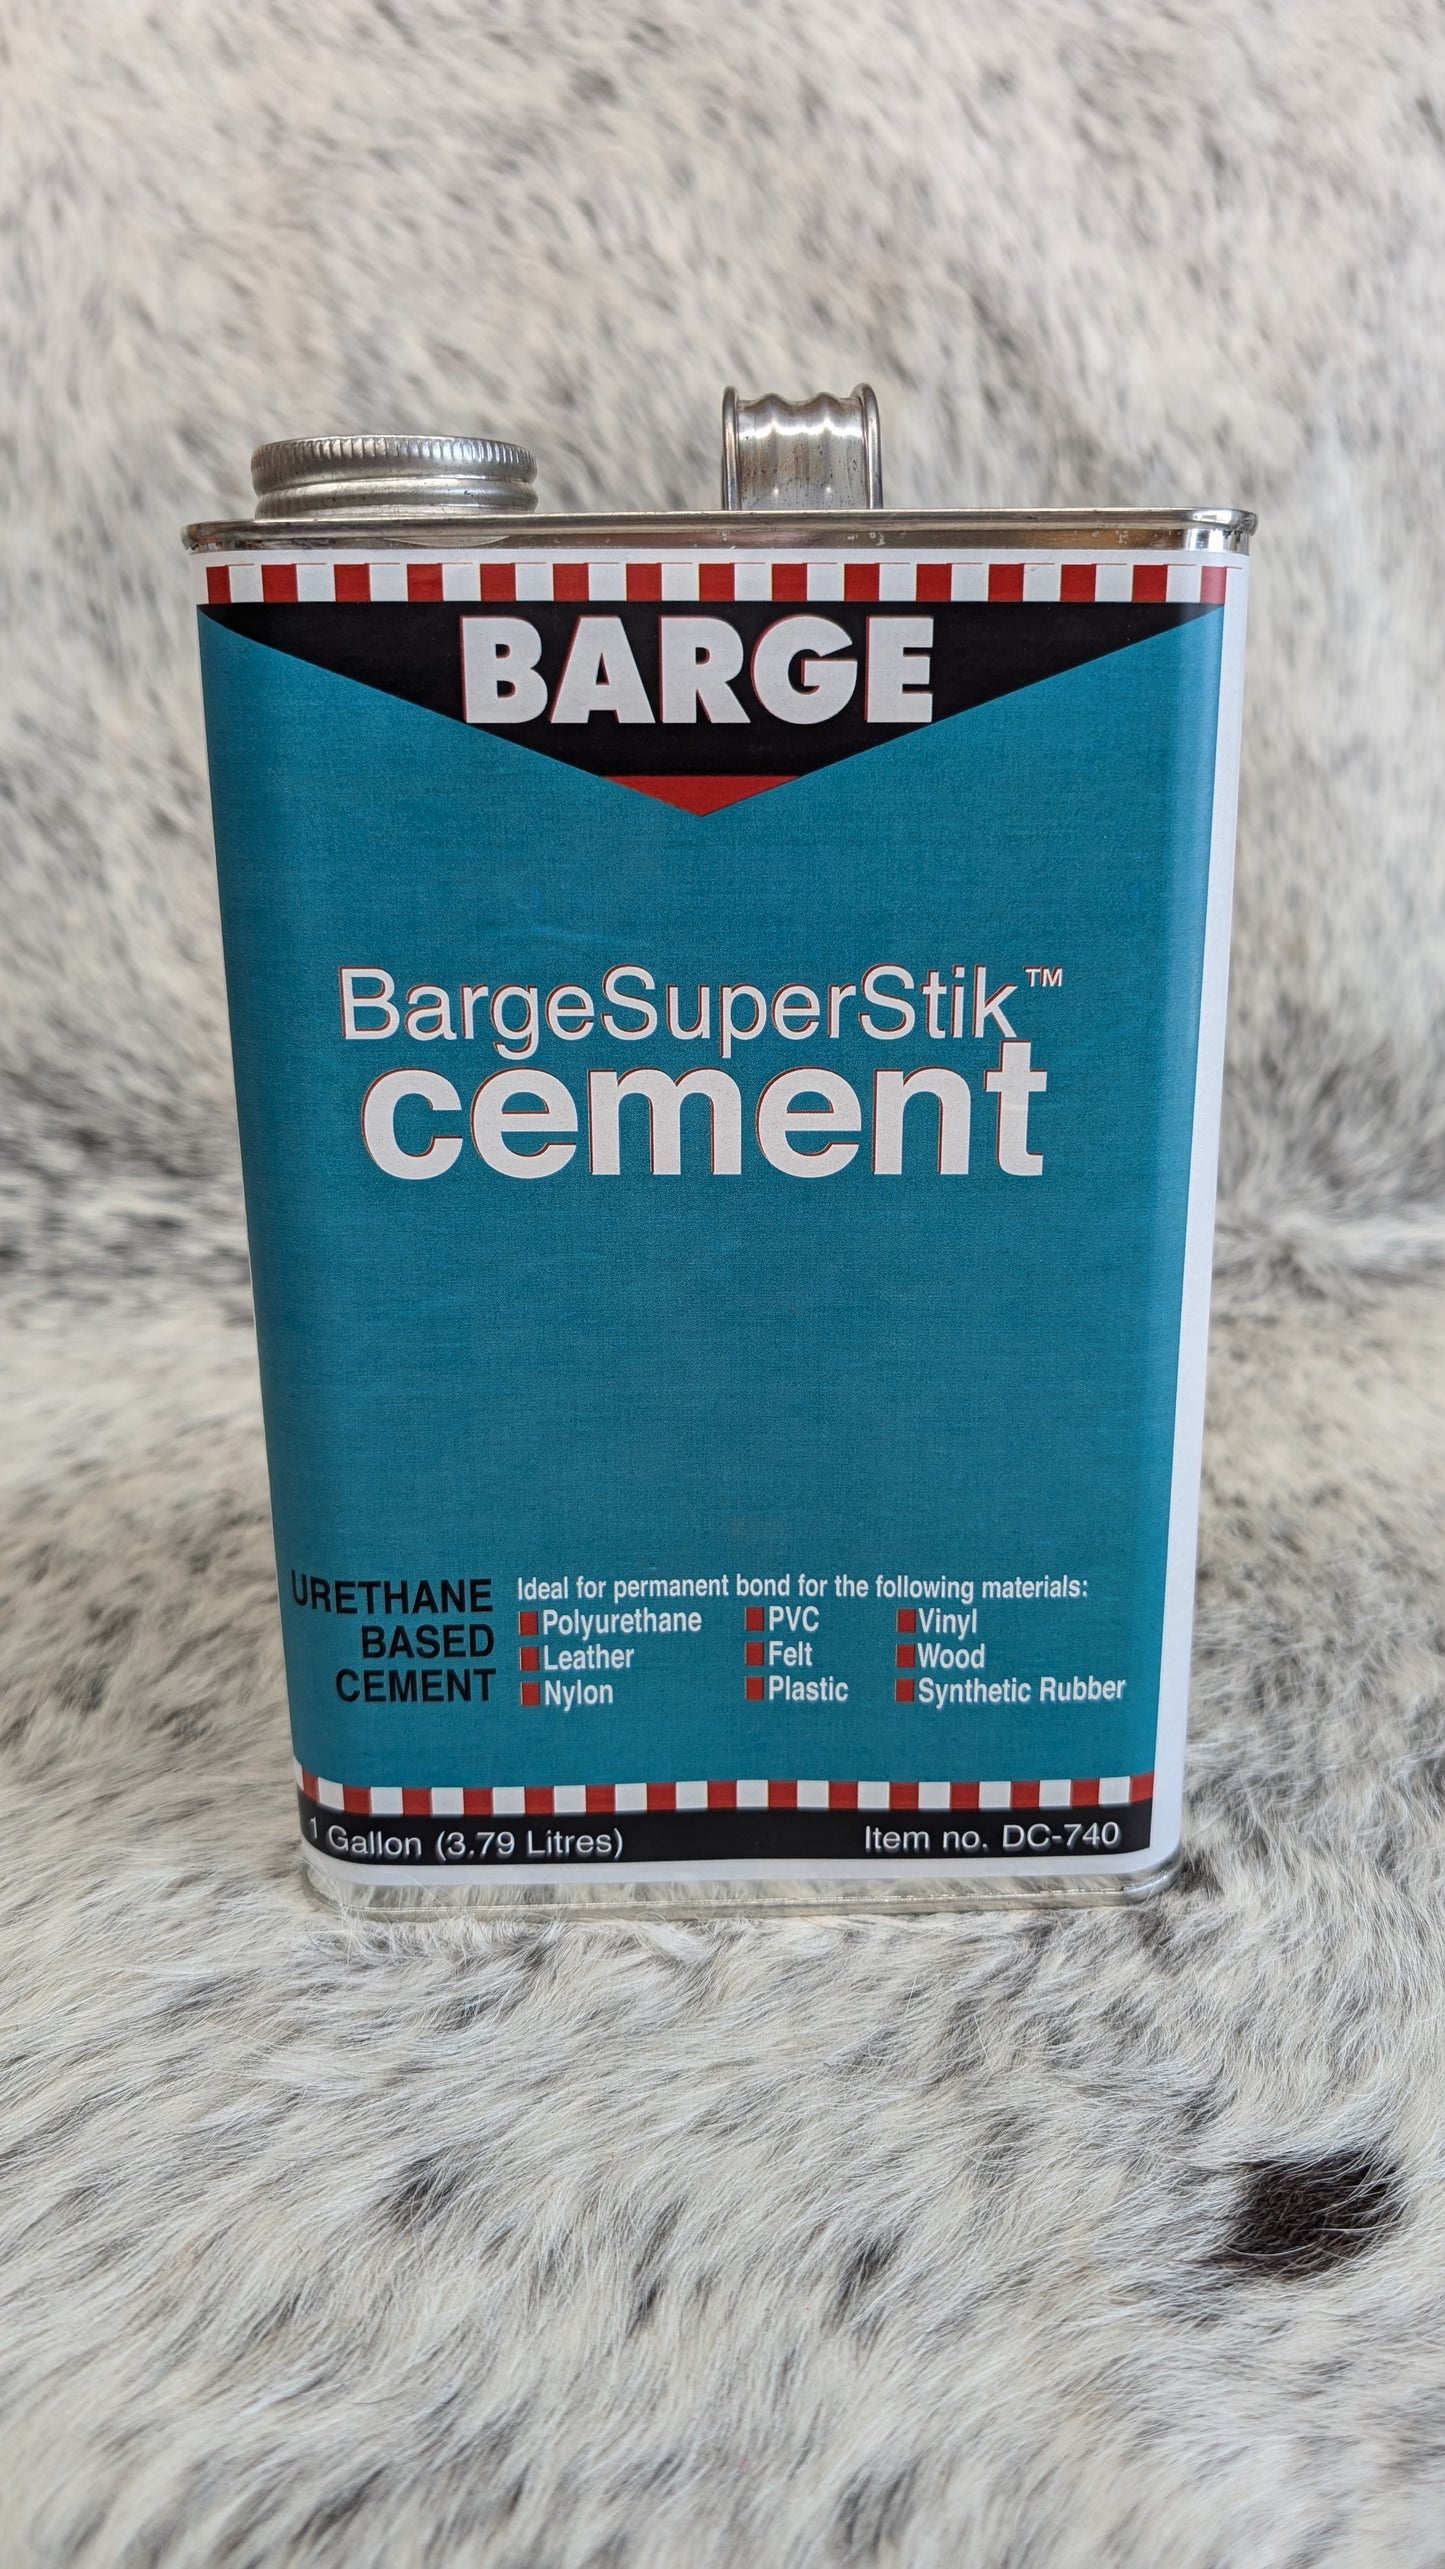 BARGE
BargeSuperStik™
cement
URETHANE
BASED
CEMENT
Ideal for permanent bond for the following materials:
Polyurethane PVC Vinyl
Leather Felt Wood
Nylon Plastic Synthetic Rubber
1 Gallon (3.79 Litres) Item no. DC-740